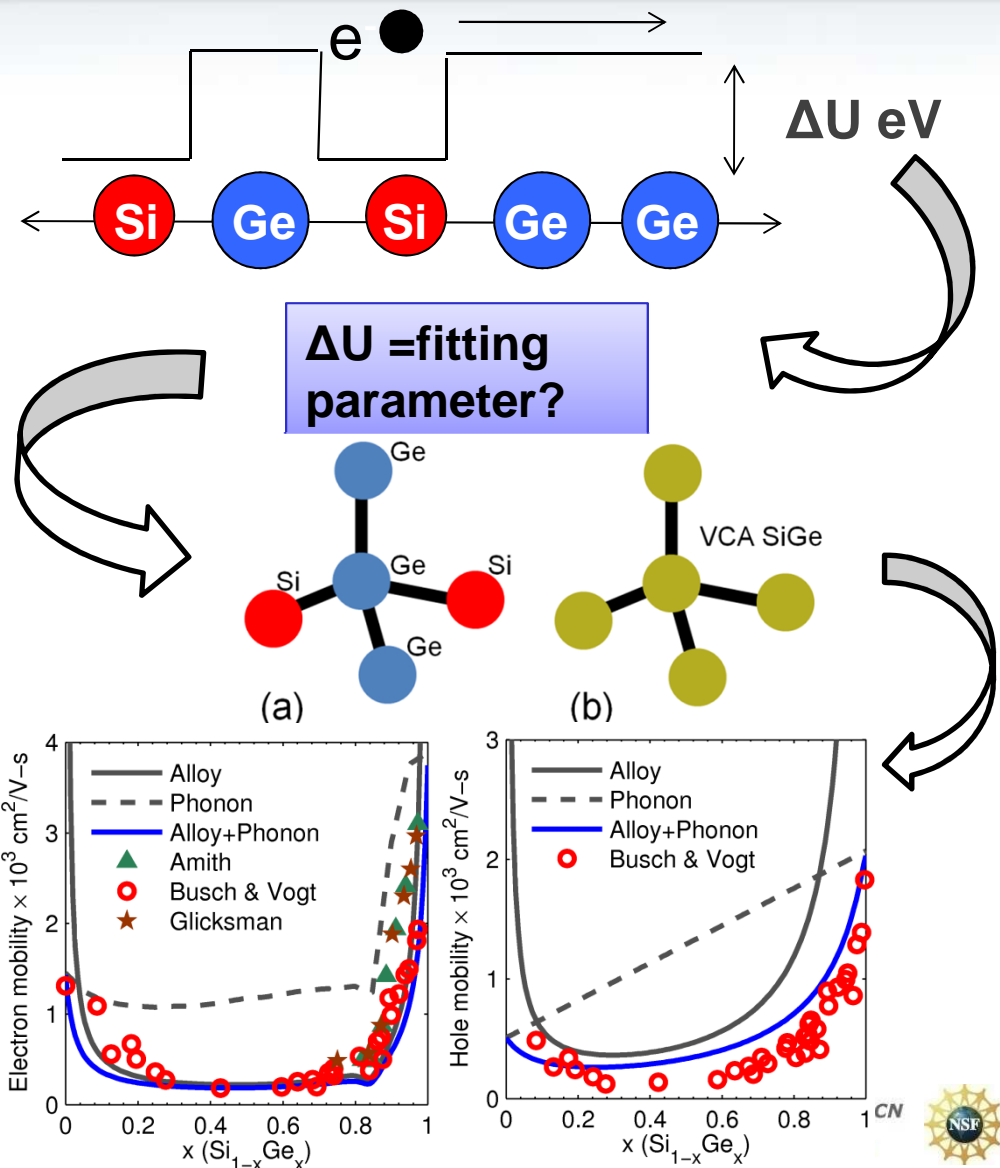 e-
ΔU eV
Si Ge Si Ge Ge
ΔU =fitting
parameter?
Ge
Ge
Si
Si
Ge
VCA SiGe
(a)
(b)
Electron mobility × 10³ cm²/V−s
4
3
2
1
0
Alloy
Phonon
Alloy+Phonon
Amith
Busch & Vogt
Glicksman
0 0.2 0.4 0.6 0.8 1
x (Si₁₋ₓGeₓ)
Hole mobility × 10³ cm²/V−s
3
2
1
0
Alloy
Phonon
Alloy+Phonon
Busch & Vogt
0 0.2 0.4 0.6 0.8 1
x (Si₁₋ₓGeₓ)
CN
NSF